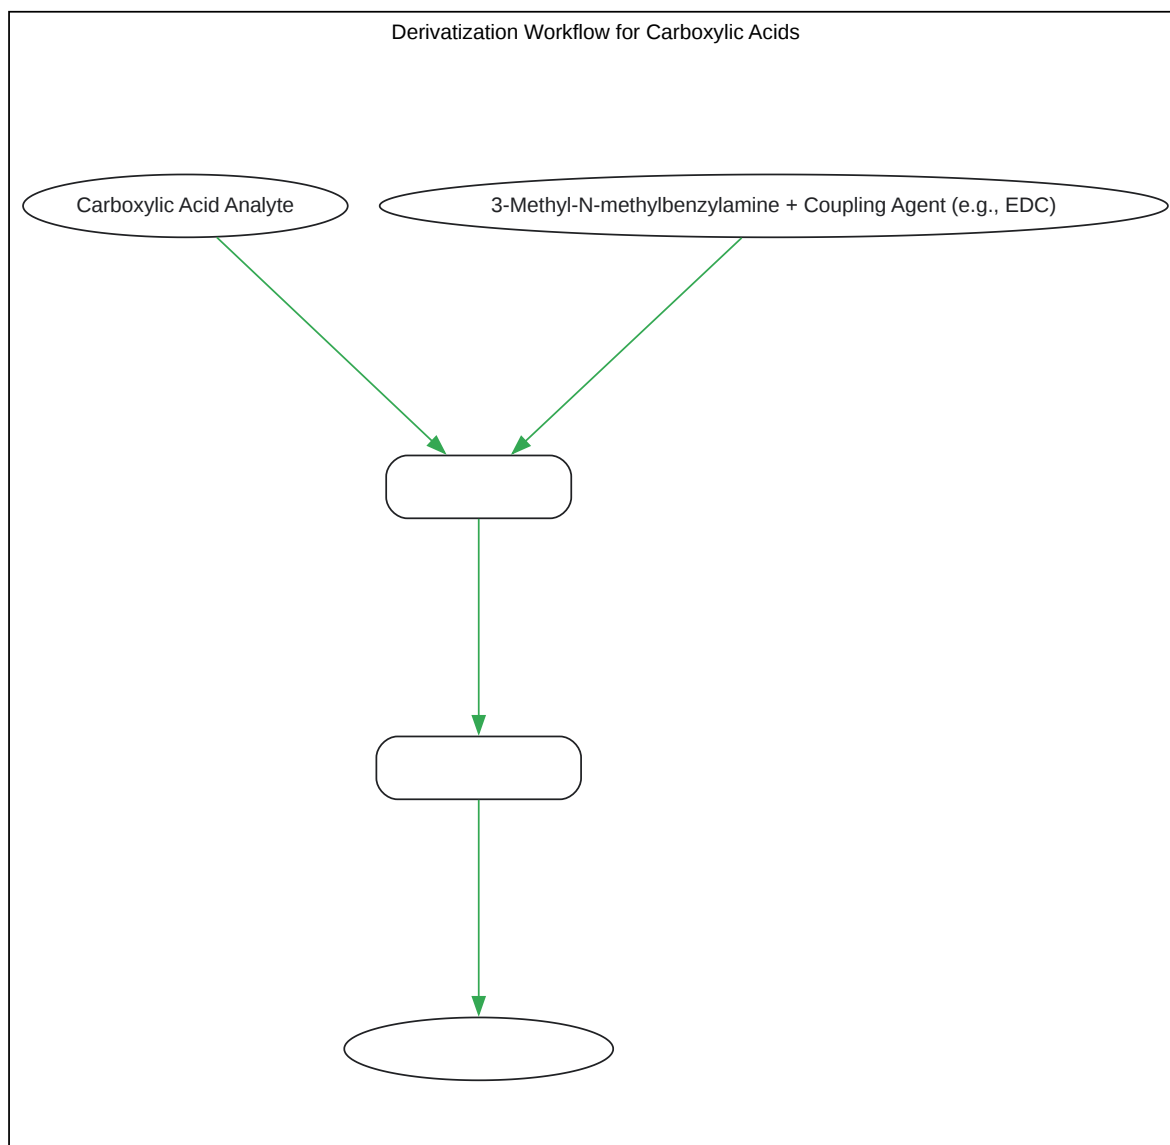 Derivatization Workflow for Carboxylic Acids
Carboxylic Acid Analyte
3-Methyl-N-methylbenzylamine + Coupling Agent (e.g., EDC)